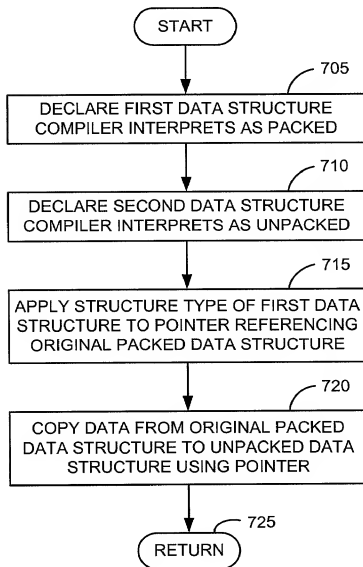 START
705
DECLARE FIRST DATA STRUCTURE
COMPILER INTERPRETS AS PACKED
710
DECLARE SECOND DATA STRUCTURE
COMPILER INTERPRETS AS UNPACKED
715
APPLY STRUCTURE TYPE OF FIRST DATA
STRUCTURE TO POINTER REFERENCING
ORIGINAL PACKED DATA STRUCTURE
720
COPY DATA FROM ORIGINAL PACKED
DATA STRUCTURE TO UNPACKED DATA
STRUCTURE USING POINTER
725
RETURN